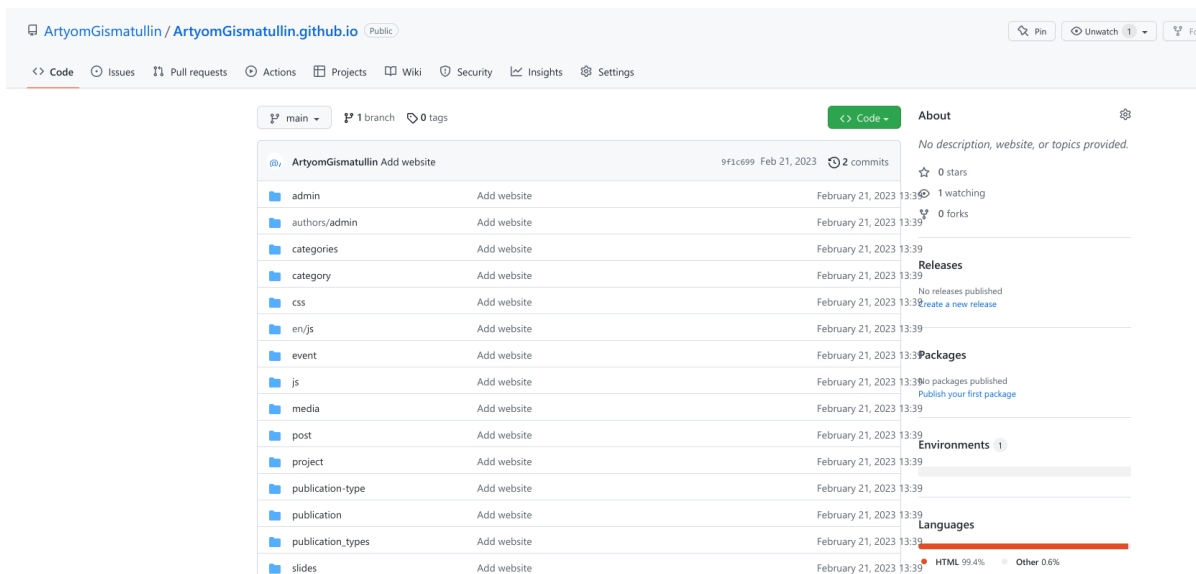 ArtyomGismatullin / ArtyomGismatullin.github.io Public
Pin
Unwatch 1
Fo
Code
Issues
Pull requests
Actions
Projects
Wiki
Security
Insights
Settings
main
1 branch
0 tags
Code
ArtyomGismatullin Add website
9f1c699 Feb 21, 2023
2 commits
admin Add website February 21, 2023 13:39
authors/admin Add website February 21, 2023 13:39
categories Add website February 21, 2023 13:39
category Add website February 21, 2023 13:39
css Add website February 21, 2023 13:39
en/js Add website February 21, 2023 13:39
event Add website February 21, 2023 13:39
js Add website February 21, 2023 13:39
media Add website February 21, 2023 13:39
post Add website February 21, 2023 13:39
project Add website February 21, 2023 13:39
publication-type Add website February 21, 2023 13:39
publication Add website February 21, 2023 13:39
publication_types Add website February 21, 2023 13:39
slides Add website February 21, 2023 13:39
About
No description, website, or topics provided.
0 stars
1 watching
0 forks
Releases
No releases published
Create a new release
Packages
No packages published
Publish your first package
Environments 1
Languages
HTML 99.4% Other 0.6%